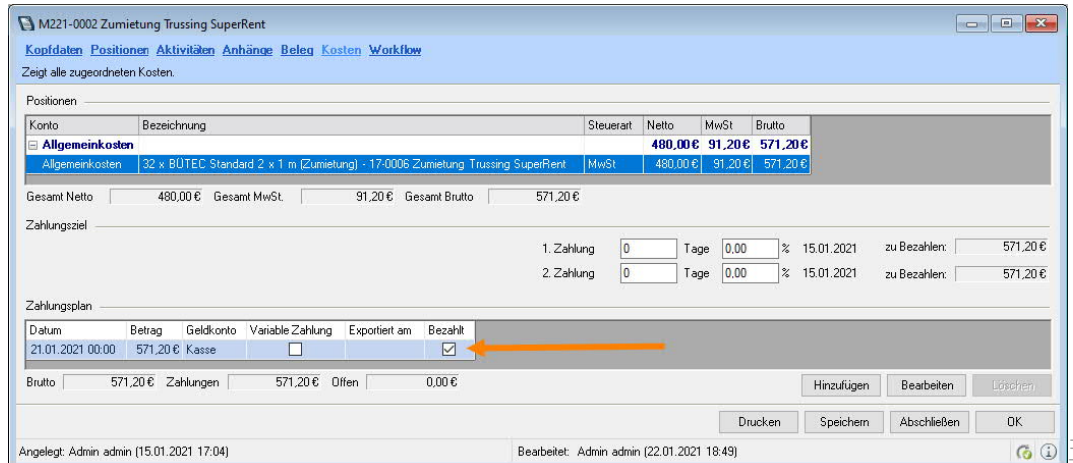 M221-0002 Zumietung Trussing SuperRent
Kopfdaten Positionen Aktivitäten Anhänge Beleg Kosten Workflow
Zeigt alle zugeordneten Kosten.
Positionen
Konto Bezeichnung Steuerart Netto MwSt Brutto
Allgemeinkosten 480,00 € 91,20 € 571,20 €
Allgemeinkosten 32 x BÜTEC Standard 2 x 1 m (Zumietung) - 17-0006 Zumietung Trussing SuperRent MwSt 480,00 € 91,20 € 571,20 €
Gesamt Netto 480,00 € Gesamt MwSt. 91,20 € Gesamt Brutto 571,20 €
Zahlungsziel
1. Zahlung 0 Tage 0,00 % 15.01.2021 zu Bezahlen: 571,20 €
2. Zahlung 0 Tage 0,00 % 15.01.2021 zu Bezahlen: 571,20 €
Zahlungsplan
Datum Betrag Geldkonto Variable Zahlung Exportiert am Bezahlt
21.01.2021 00:00 571,20 € Kasse
Brutto 571,20 € Zahlungen 571,20 € Offen 0,00 €
Hinzufügen Bearbeiten Löschen
Drucken Speichern Abschließen OK
Angelegt: Admin admin (15.01.2021 17:04) Bearbeitet: Admin admin (22.01.2021 18:49)